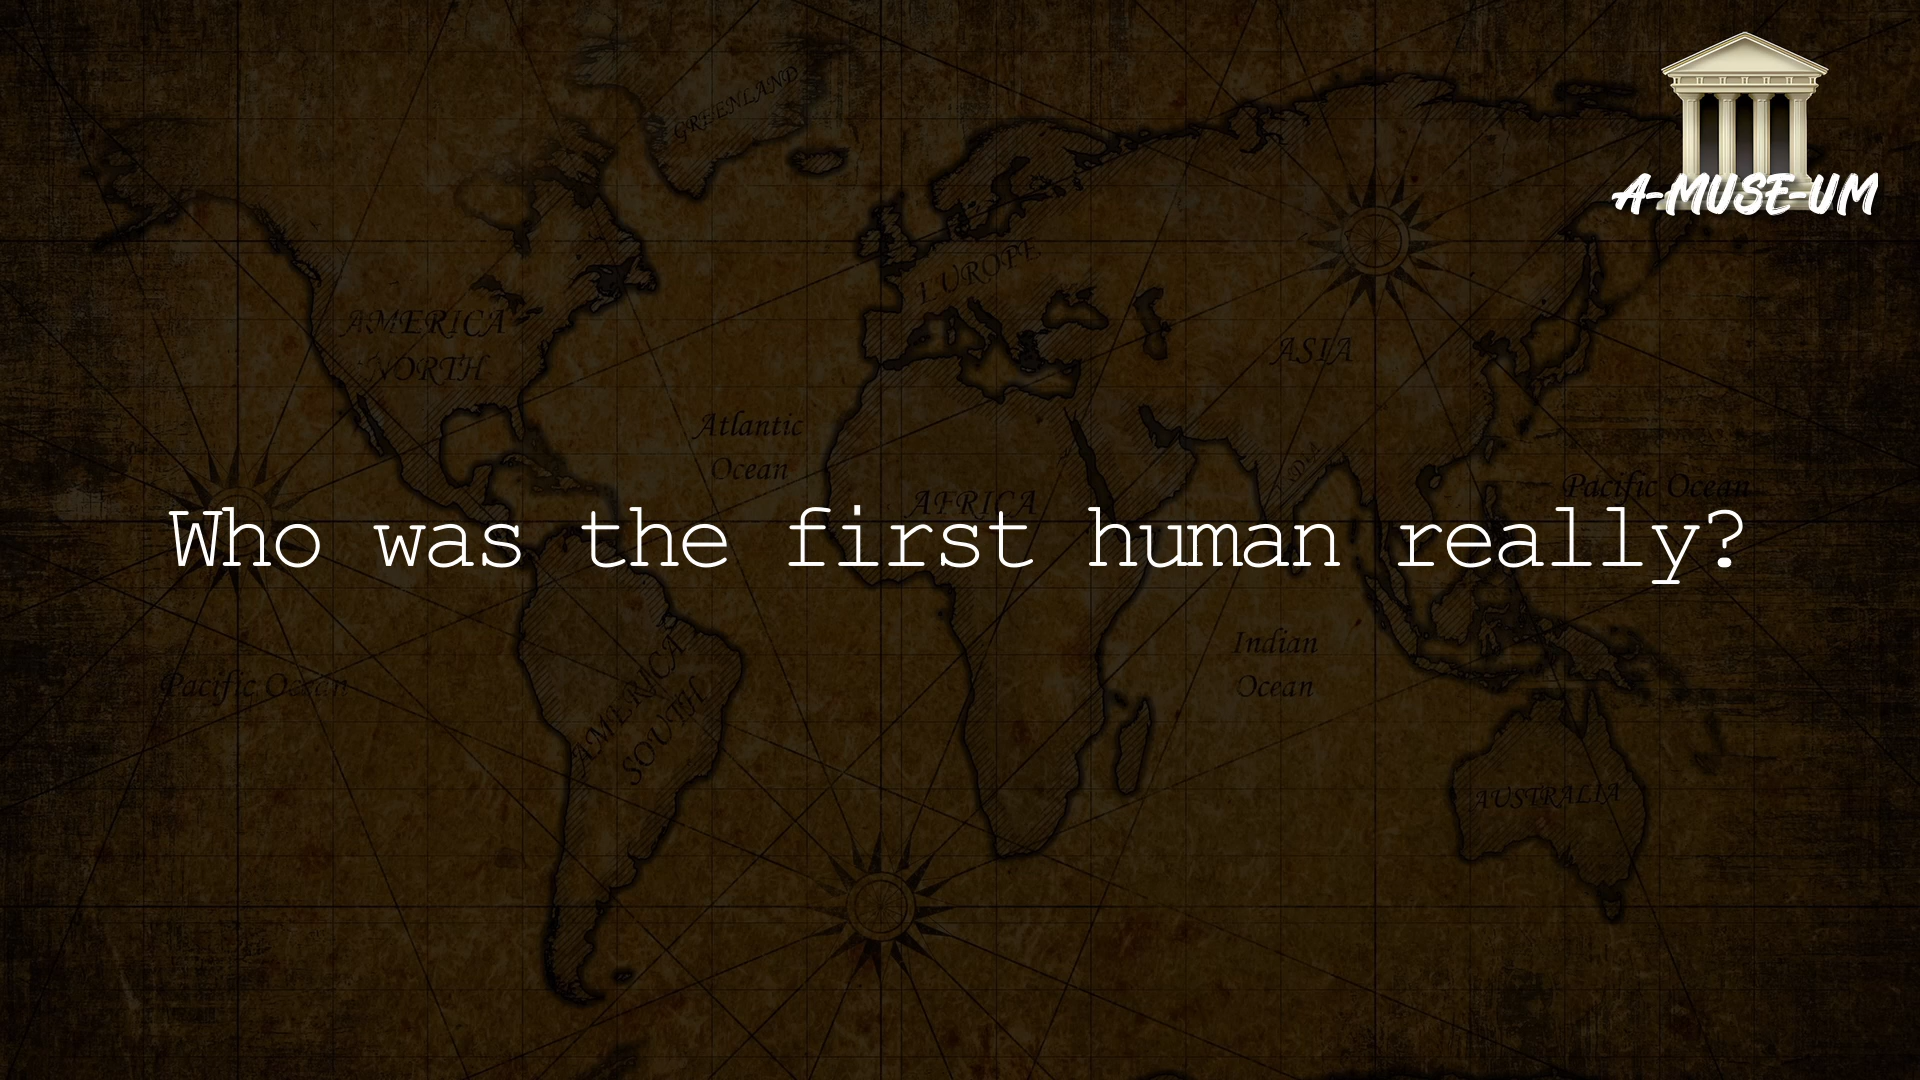 GREENLAND
A-MUSE-UM
EUROPE
AMERICA
NORTH
ASIA
Atlantic
Ocean
INDIA
AFRICA
Pacific Ocean
Who was the first human really?
Indian
Ocean
Pacific Ocean
AMERICA
SOUTH
AUSTRALIA